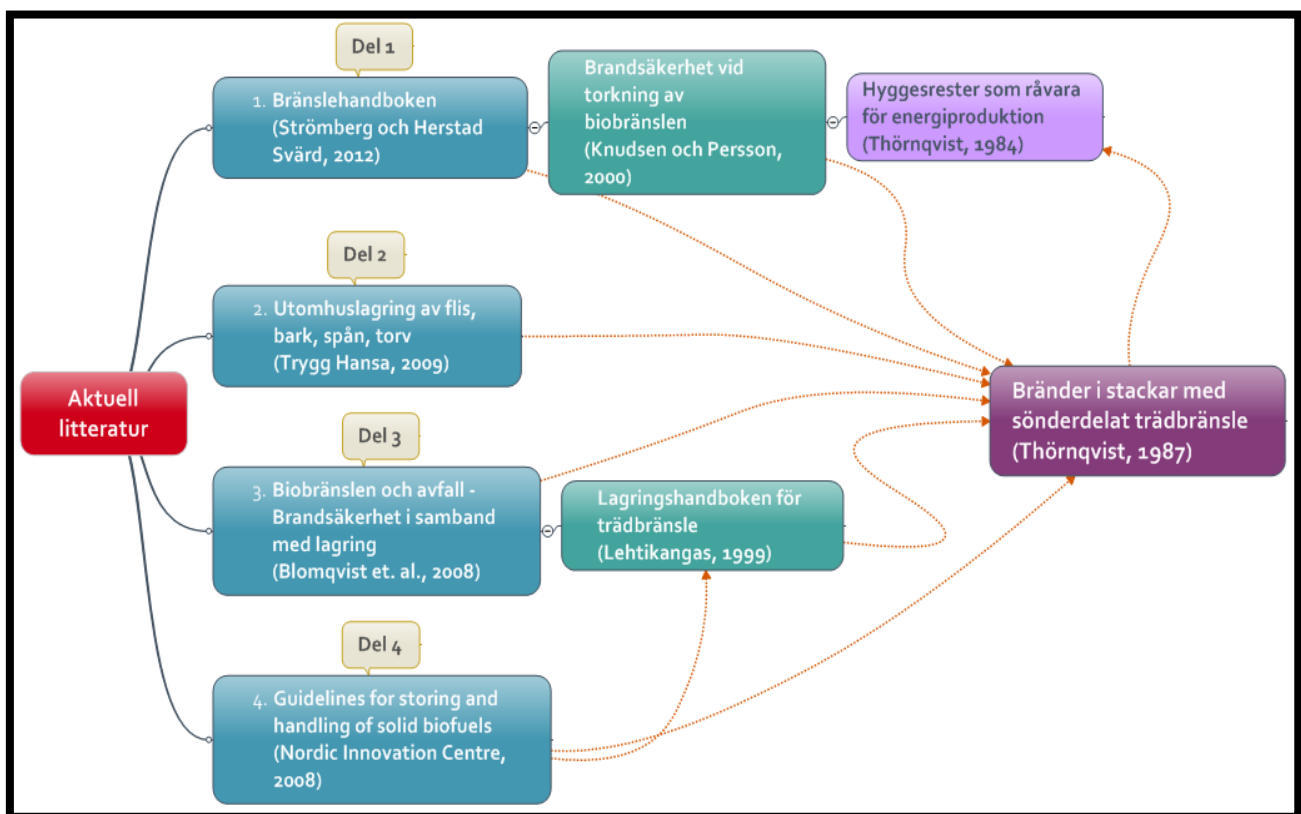 Aktuell
litteratur
Del 1
1. Bränslehandboken
(Strömberg och Herstad
Svärd, 2012)
Brandsäkerhet vid
torkning av
biobränslen
(Knudsen och Persson,
2000)
Hyggesrester som råvara
för energiproduktion
(Thörnqvist, 1984)
Del 2
2. Utomhuslagring av flis,
bark, spån, torv
(Trygg Hansa, 2009)
Del 3
3. Biobränslen och avfall -
Brandsäkerhet i samband
med lagring
(Blomqvist et. al., 2008)
Lagringshandboken för
trädbränsle
(Lehtikangas, 1999)
Del 4
4. Guidelines for storing and
handling of solid biofuels
(Nordic Innovation Centre,
2008)
Bränder i stackar med
sönderdelat trädbränsle
(Thörnqvist, 1987)